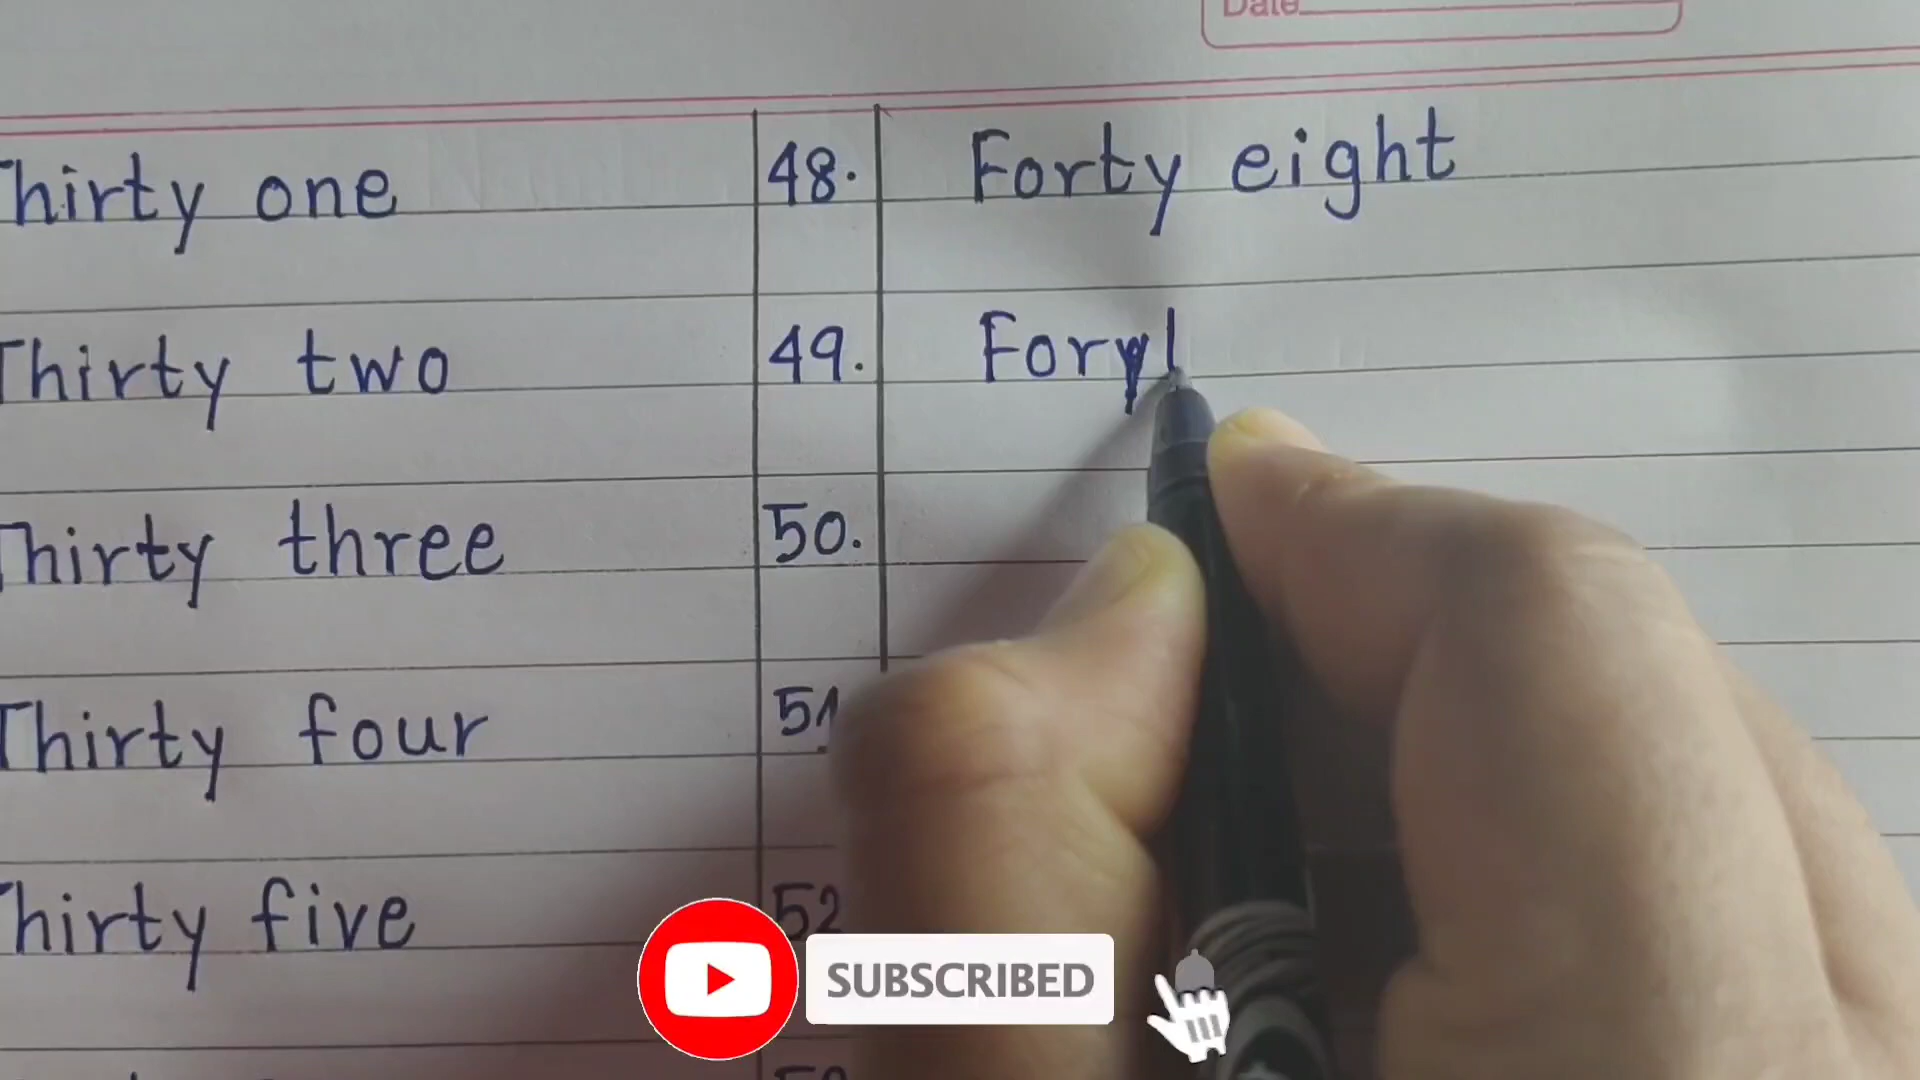 Date
Thirty one 48. Forty eight
Thirty two 49. Foryl
Thirty three 50.
Thirty four 51
Thirty five 52
SUBSCRIBED